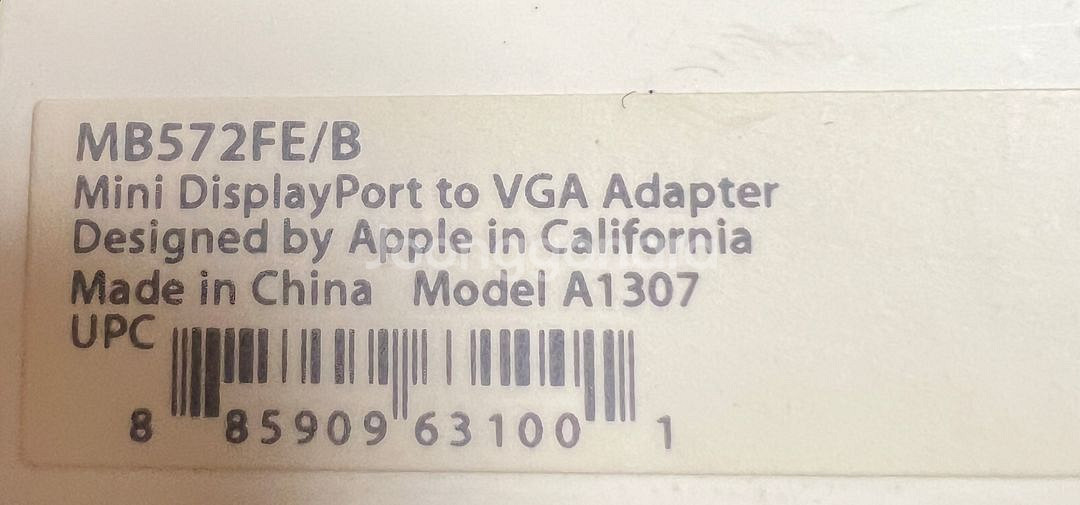 MB572FE/B
Mini DisplayPort to VGA Adapter
Designed by Apple in California
Made in China Model A1307
UPC
8 85909 63100 1